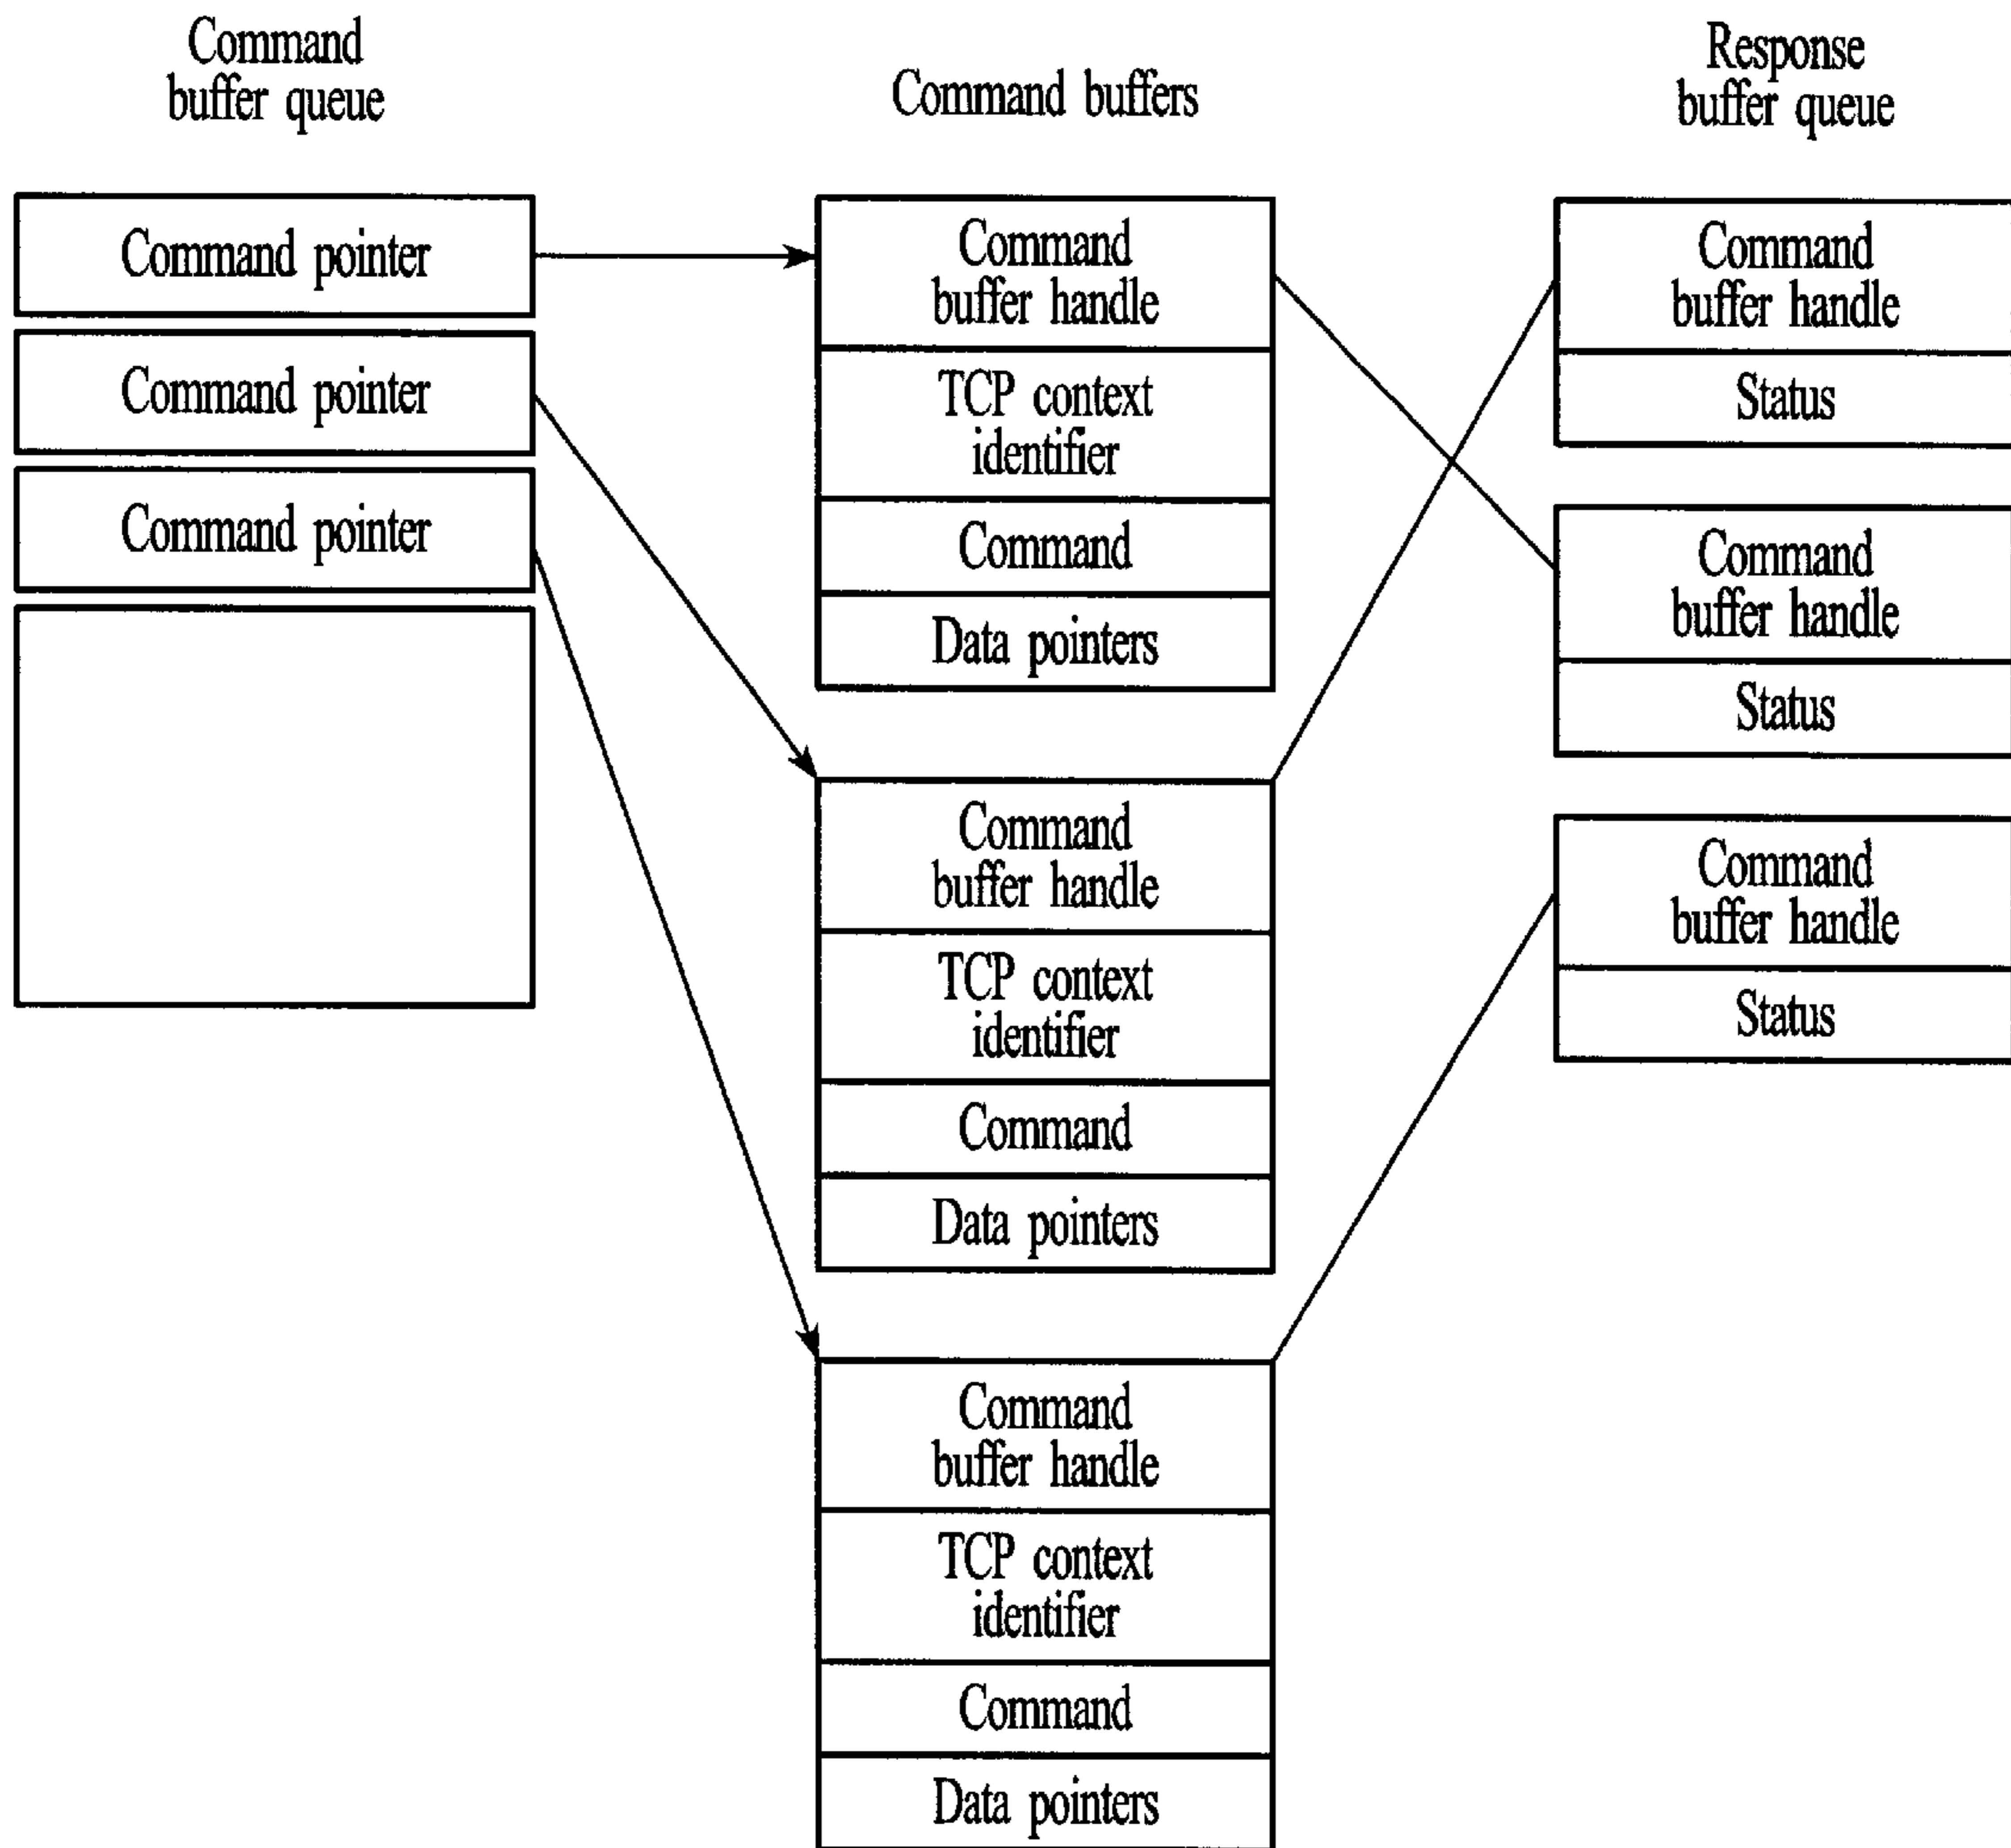 Command
buffer queue
Command pointer
Command pointer
Command pointer
Command buffers
Command
buffer handle
TCP context
identifier
Command
Data pointers
Command
buffer handle
TCP context
identifier
Command
Data pointers
Command
buffer handle
TCP context
identifier
Command
Data pointers
Response
buffer queue
Command
buffer handle
Status
Command
buffer handle
Status
Command
buffer handle
Status